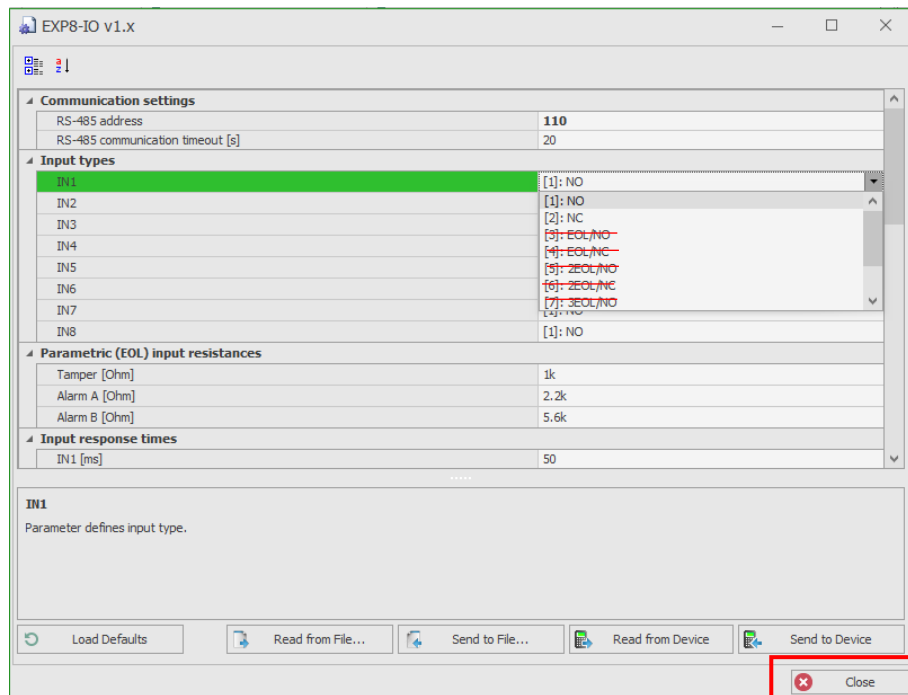 EXP8-IO v1.x
Communication settings
RS-485 address 110
RS-485 communication timeout [s] 20
Input types
IN1 [1]: NO
IN2 [1]: NO
[2]: NC
IN3 [3]: EOL/NO
IN4 [4]: EOL/NC
IN5 [5]: 2EOL/NO
IN6 [6]: 2EOL/NC
[7]: 3EOL/NO
IN7 [1]: NO
IN8 [1]: NO
Parametric (EOL) input resistances
Tamper [Ohm] 1k
Alarm A [Ohm] 2.2k
Alarm B [Ohm] 5.6k
Input response times
IN1 [ms] 50
IN1
Parameter defines input type.
Load Defaults Read from File... Send to File... Read from Device Send to Device
Close